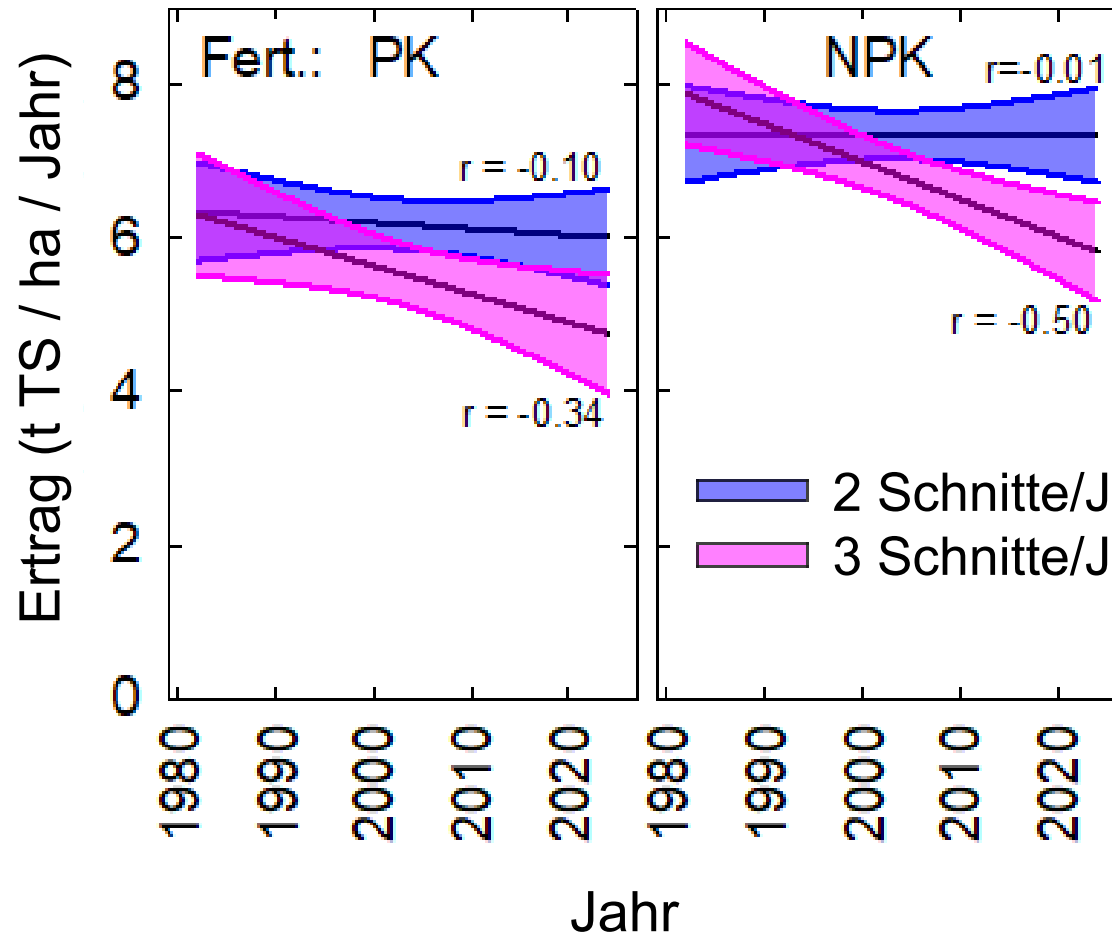 Ertrag (t TS / ha / Jahr)
8
6
4
2
0
Fert.: PK
r = -0.10
r = -0.34
1980
1990
2000
2010
2020
NPK
r=-0.01
r = -0.50
2 Schnitte/J
3 Schnitte/J
1980
1990
2000
2010
2020
Jahr